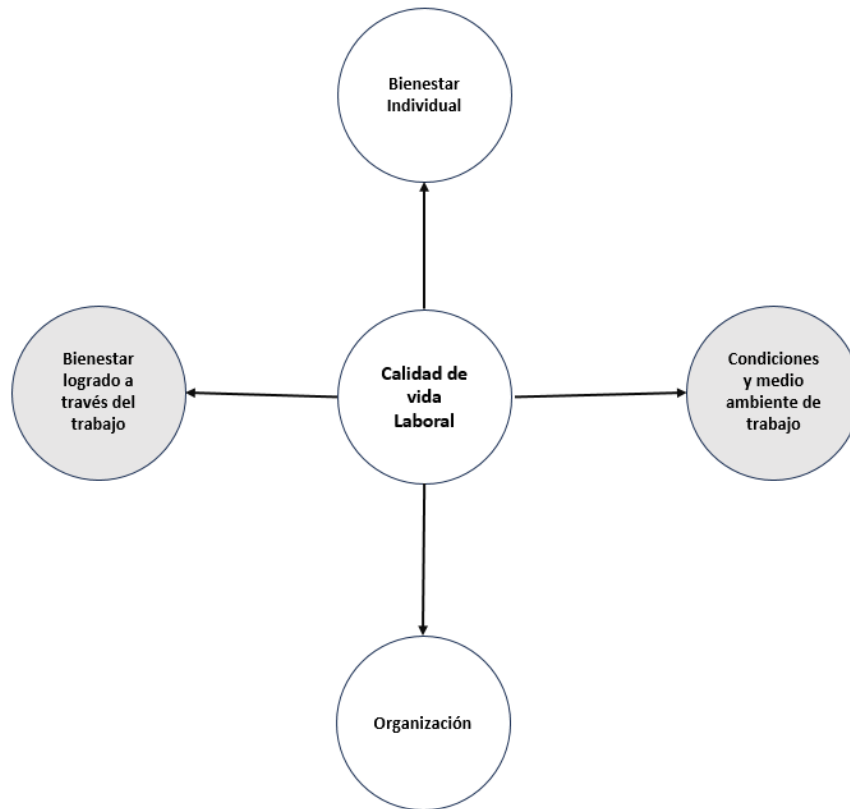 Bienestar
Individual
Bienestar
logrado a
través del
trabajo
Calidad de
vida
Laboral
Condiciones
y medio
ambiente de
trabajo
Organización